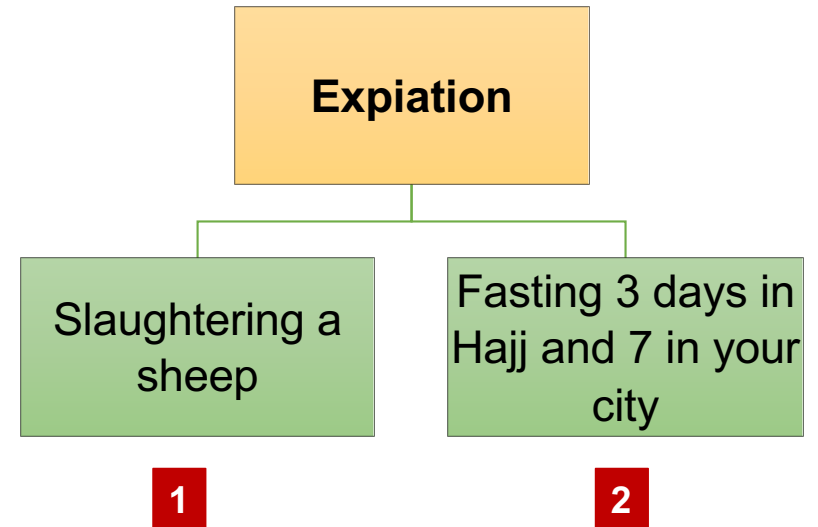 Expiation
Slaughtering a
sheep
Fasting 3 days in
Hajj and 7 in your
city
1
2